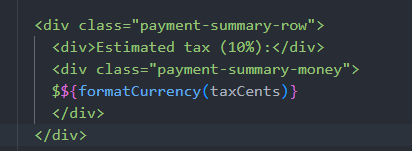 <div class="payment-summary-row">
<div>Estimated tax (10%):</div>
<div class="payment-summary-money">
$${formatCurrency(taxCents)}
</div>
</div>